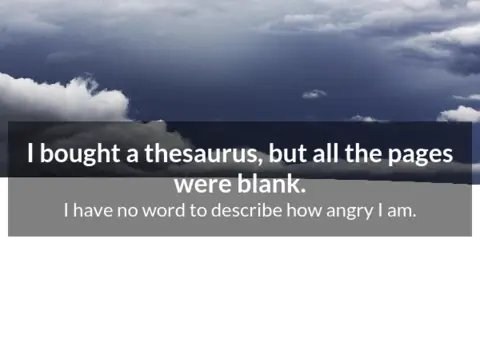 I bought a thesaurus, but all the pages
were blank.
I have no word to describe how angry I am.